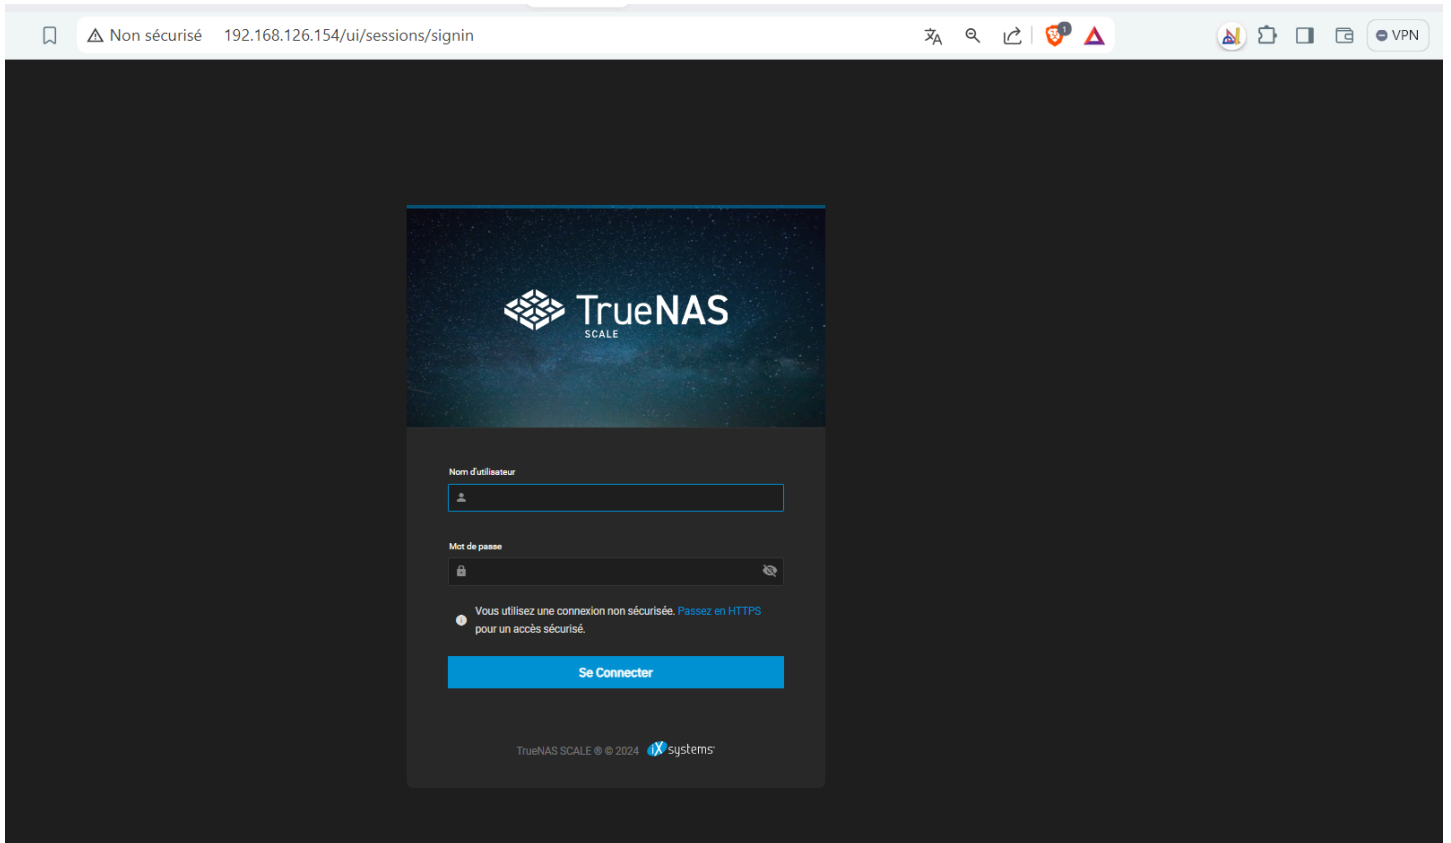 Non sécurisé 192.168.126.154/ui/sessions/signin 1 VPN
TrueNAS
SCALE
Nom d'utilisateur
Mot de passe
Vous utilisez une connexion non sécurisée. Passez en HTTPS
pour un accès sécurisé.
Se Connecter
TrueNAS SCALE ® © 2024 iX systems